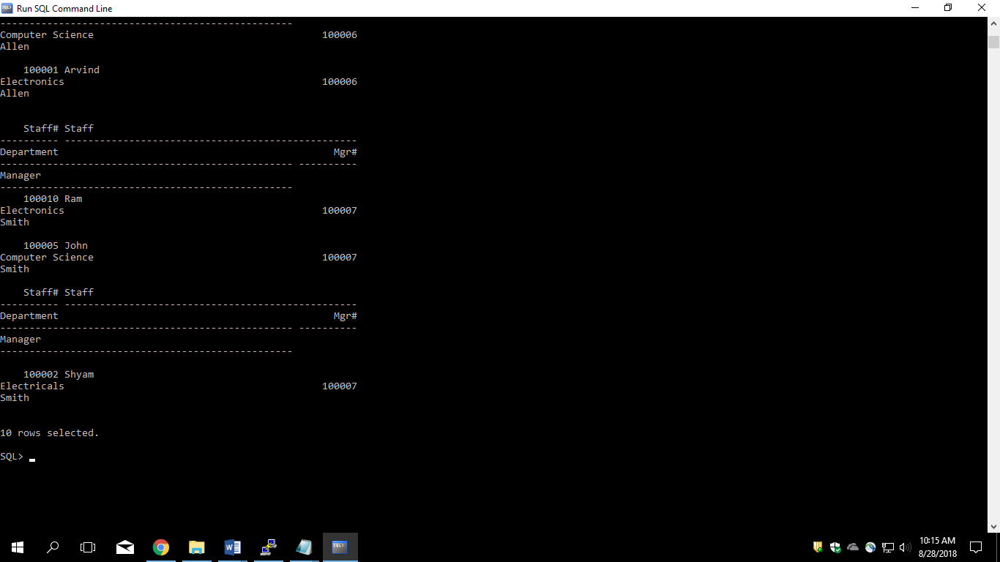 Run SQL Command Line
--------------------------------------------------
Computer Science                                       100006
Allen
    100001 Arvind
Electronics                                            100006
Allen
    Staff# Staff
---------- --------------------------------------------------
Department                                               Mgr#
-------------------------------------------------- ----------
Manager
--------------------------------------------------
    100010 Ram
Electronics                                            100007
Smith
    100005 John
Computer Science                                       100007
Smith
    Staff# Staff
---------- --------------------------------------------------
Department                                               Mgr#
-------------------------------------------------- ----------
Manager
--------------------------------------------------
    100002 Shyam
Electricals                                            100007
Smith
10 rows selected.
SQL> _
10:15 AM
8/28/2018